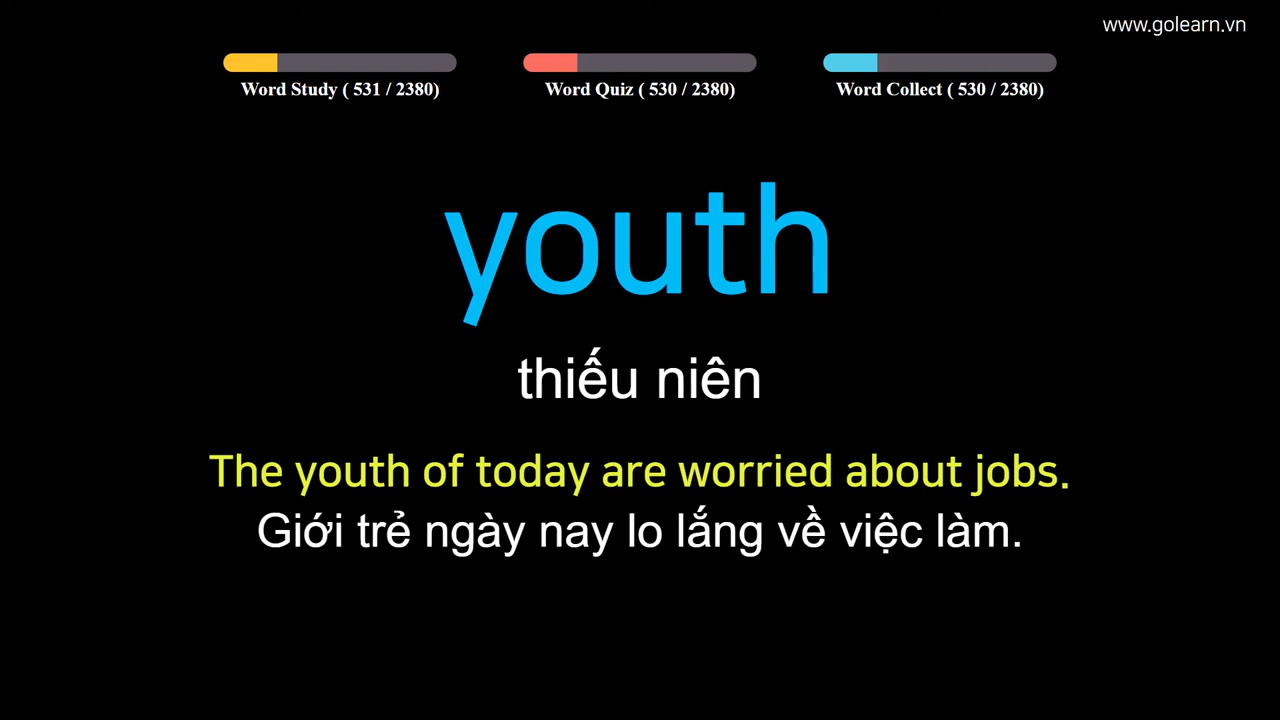 www.golearn.vn
Word Study ( 531 / 2380)
Word Quiz ( 530 / 2380)
Word Collect ( 530 / 2380)
youth
thiếu niên
The youth of today are worried about jobs.
Giới trẻ ngày nay lo lắng về việc làm.